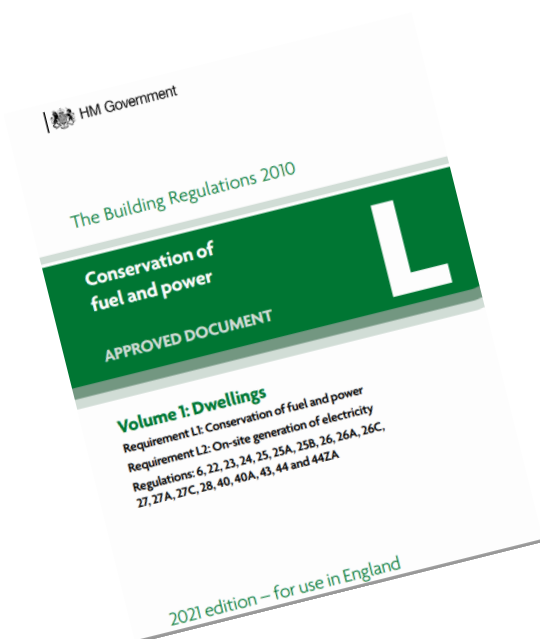 HM Government
The Building Regulations 2010
Conservation of
fuel and power
L
APPROVED DOCUMENT
Volume 1: Dwellings
Requirement L1: Conservation of fuel and power
Requirement L2: On-site generation of electricity
Regulations: 6, 22, 23, 24, 25, 25A, 25B, 26, 26A, 26C,
27, 27A, 27C, 28, 40, 40A, 43, 44 and 44ZA
2021 edition – for use in England